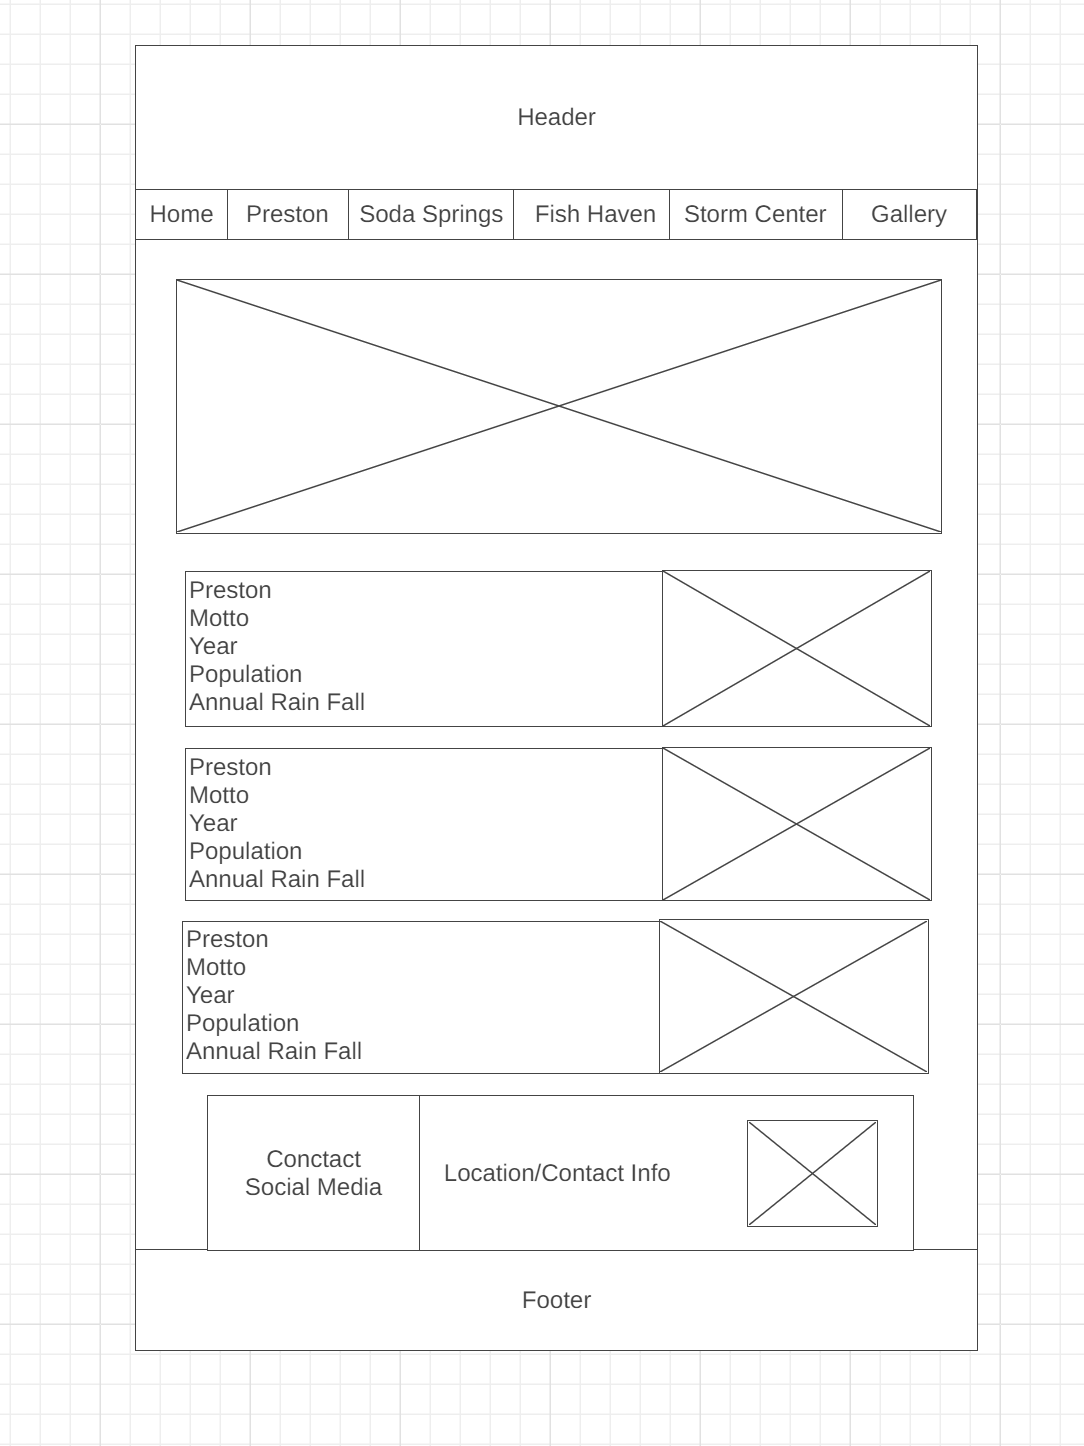 Header
Home
Preston
Soda Springs
Fish Haven
Storm Center
Gallery
Preston
Motto
Year
Population
Annual Rain Fall
Preston
Motto
Year
Population
Annual Rain Fall
Preston
Motto
Year
Population
Annual Rain Fall
Conctact
Social Media
Location/Contact Info
Footer